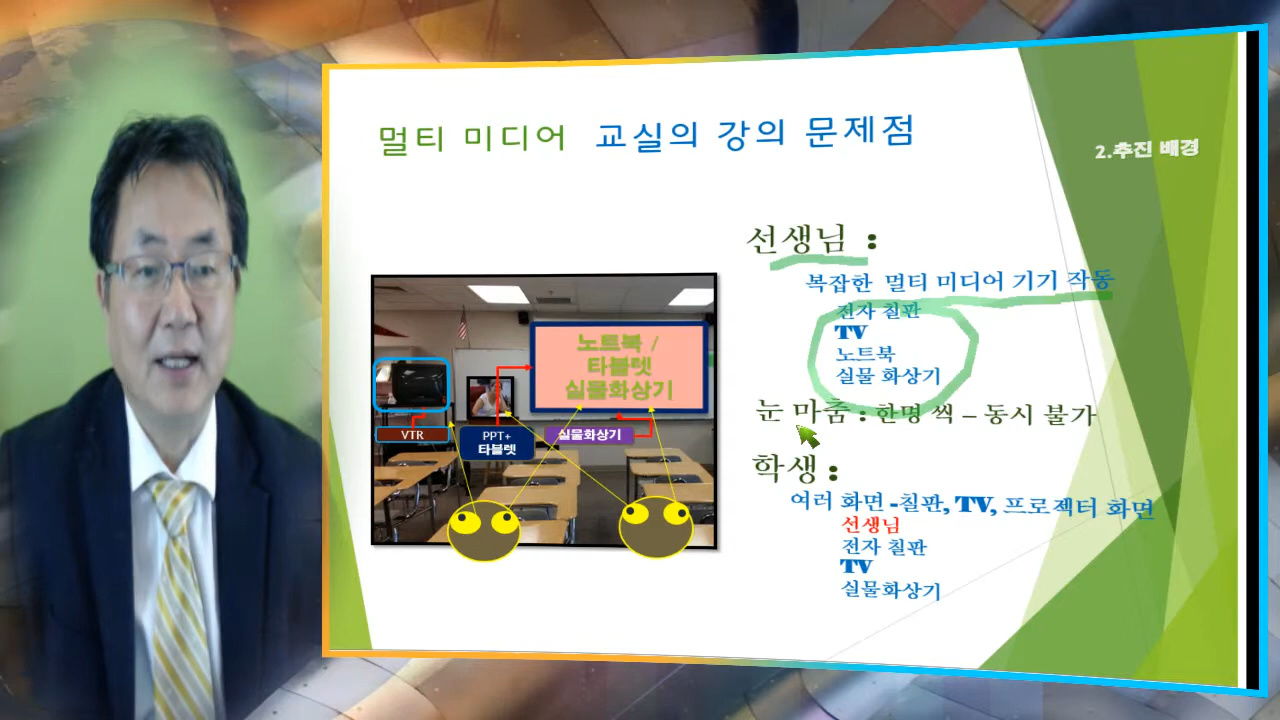 멀티 미디어 교실의 강의 문제점
2.추진 배경
선생님 :
복잡한 멀티 미디어 기기 작동
전자 칠판
TV
노트북
실물 화상기
눈 마춤 : 한명 씩 – 동시 불가
학생 :
여러 화면 -칠판, TV, 프로젝터 화면
선생님
전자 칠판
TV
실물화상기
노트북 /
타블렛
실물화상기
VTR
PPT+
타블렛
실물화상기